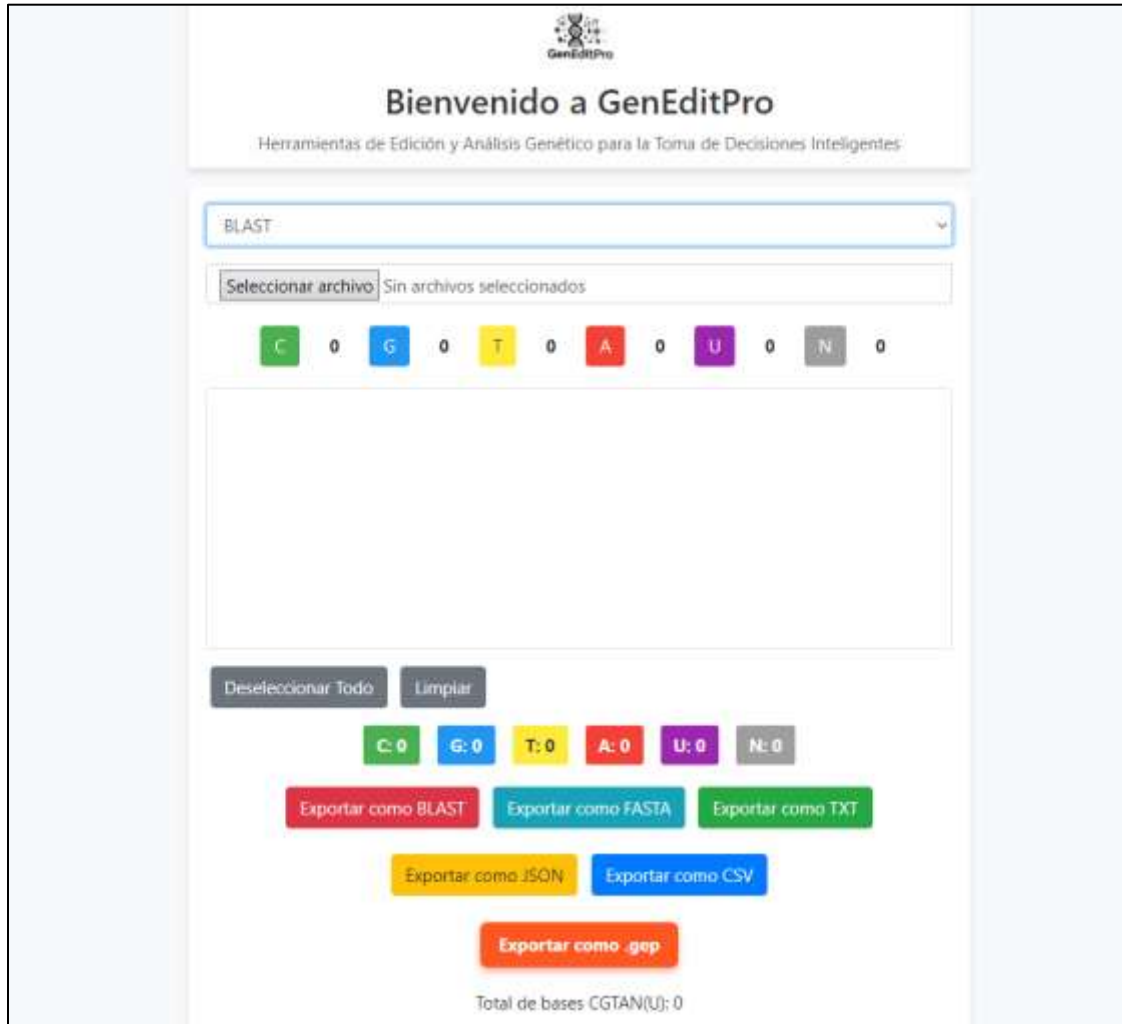 GenEditPro
Bienvenido a GenEditPro
Herramientas de Edición y Análisis Genético para la Toma de Decisiones Inteligentes
BLAST
Seleccionar archivo Sin archivos seleccionados
C 0 G 0 T 0 A 0 U 0 N 0
Deseleccionar Todo Limpiar
C: 0 G: 0 T: 0 A: 0 U: 0 N: 0
Exportar como BLAST Exportar como FASTA Exportar como TXT
Exportar como JSON Exportar como CSV
Exportar como .gep
Total de bases CGTAN(U): 0